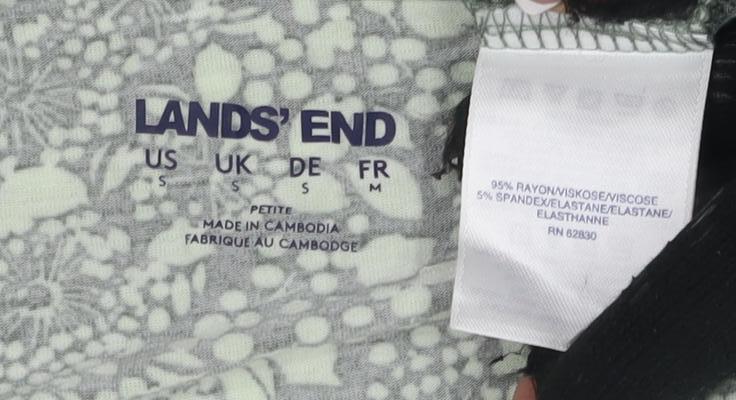 LANDS' END
US UK DE FR
S S S M
PETITE
MADE IN CAMBODIA
FABRIQUÉ AU CAMBODGE
95% RAYON/VISKOSE/VISCOSE
5% SPANDEX/ELASTANE/ELASTANE/
ELASTHANNE
RN 62830